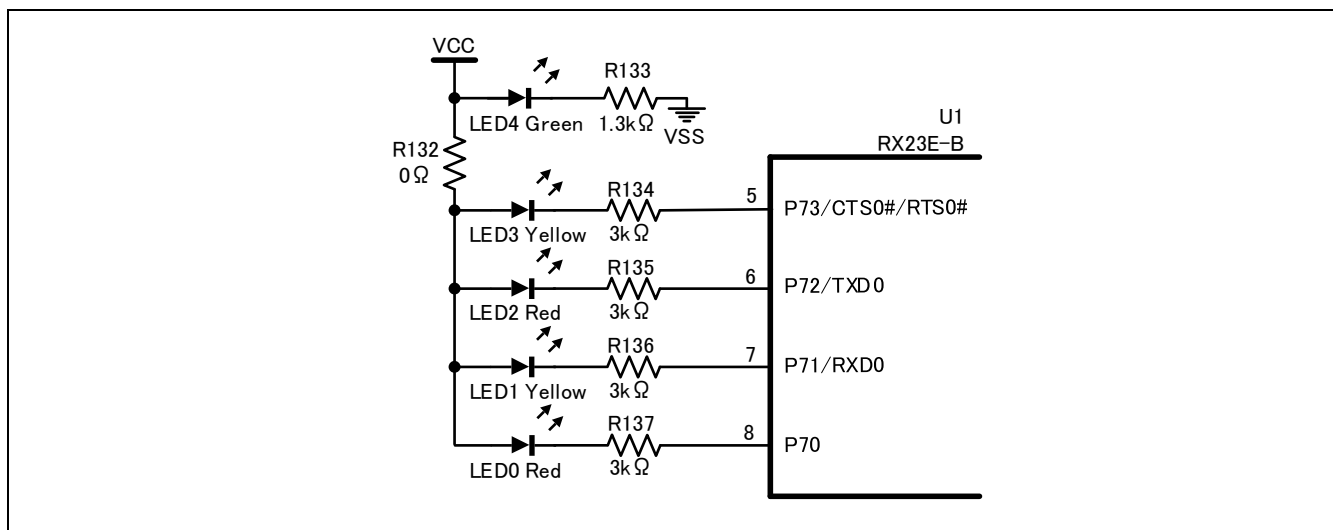 VCC
R133
LED4 Green
1.3kΩ
VSS
U1
RX23E-B
R132
0Ω
R134
5
P73/CTS0#/RTS0#
LED3 Yellow
3kΩ
R135
6
P72/TXD0
LED2 Red
3kΩ
R136
7
P71/RXD0
LED1 Yellow
3kΩ
R137
8
P70
LED0 Red
3kΩ